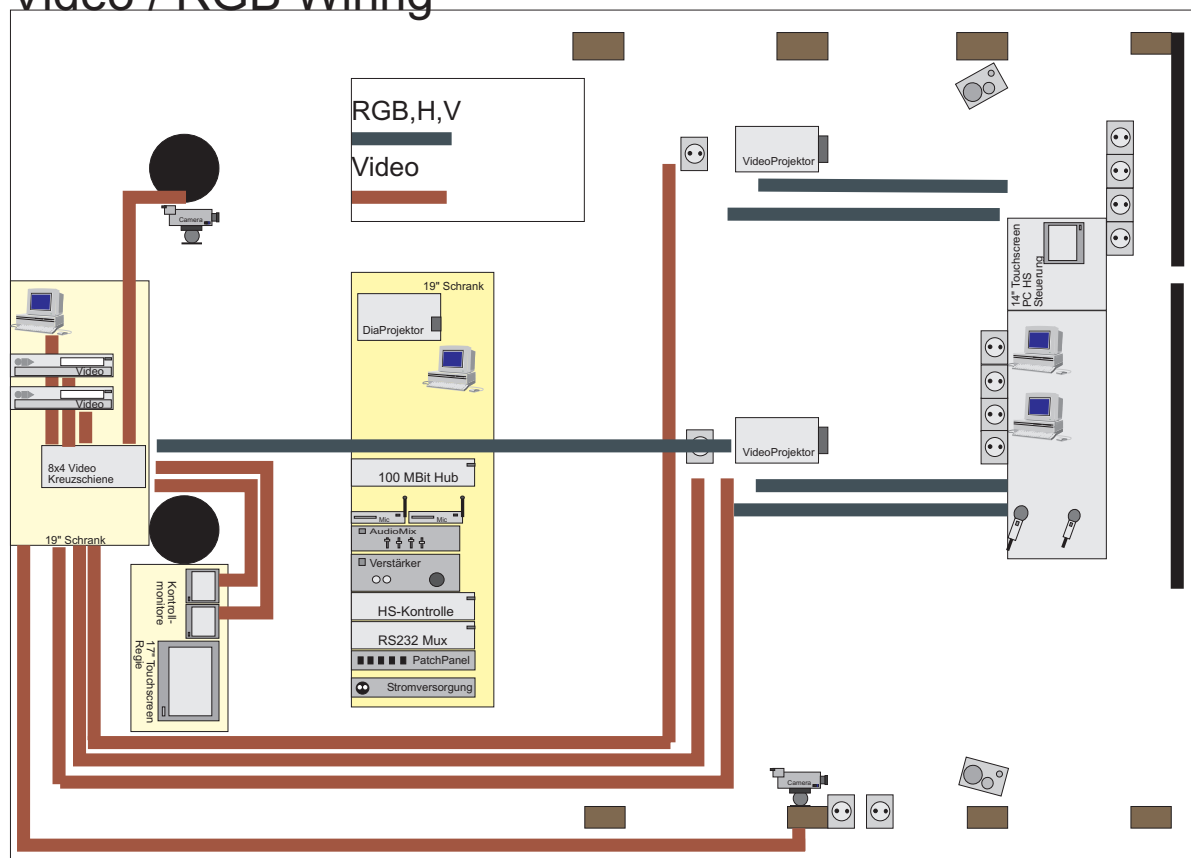 Video / RGB Wiring
RGB,H,V
Video
VideoProjektor
Camera
14" Touchscreen
PC HS
Steuerung
19" Schrank
DiaProjektor
Video
Video
VideoProjektor
8x4 Video
Kreuzschiene
100 MBit Hub
Mic
Mic
AudioMix
19" Schrank
Verstärker
Kontroll-
monitore
HS-Kontrolle
RS232 Mux
17" Touchscreen
Regie
PatchPanel
Stromversorgung
Camera